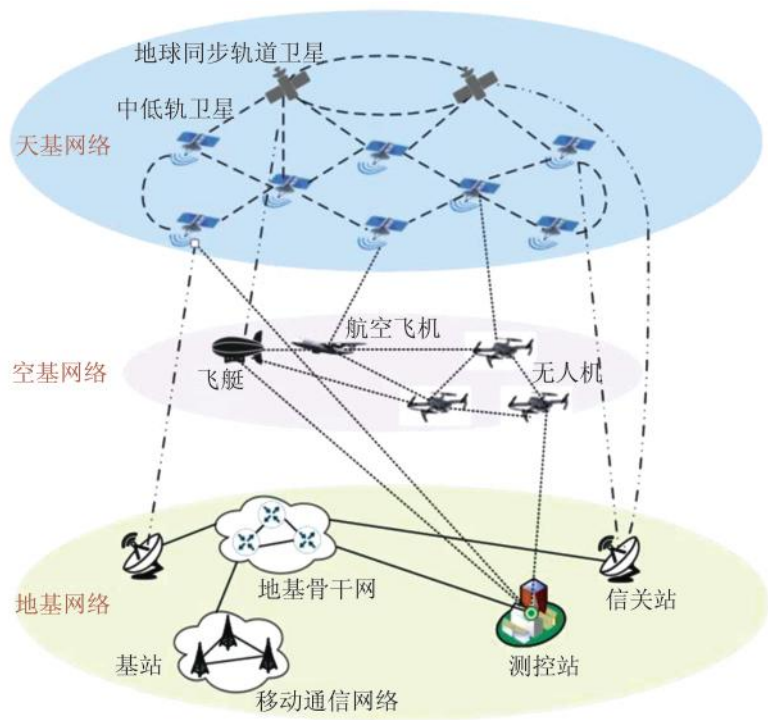 地球同步轨道卫星
中低轨卫星
天基网络
航空飞机
空基网络
飞艇
无人机
地基网络
地基骨干网
信关站
基站
测控站
移动通信网络